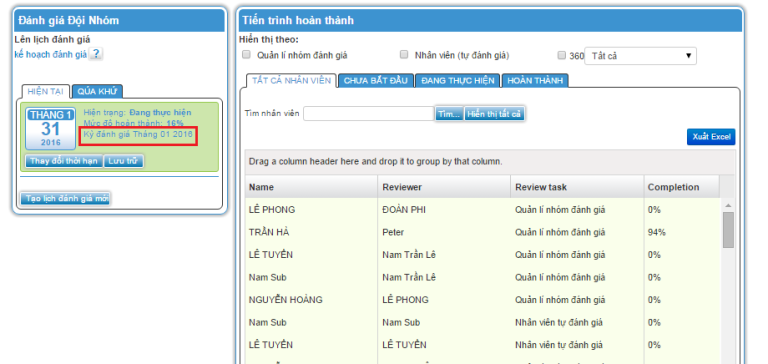 Đánh giá Đội Nhóm
Lên lịch đánh giá
kế hoạch đánh giá ?
HIỆN TẠI QUÁ KHỨ
THÁNG 1
31
2016
Hiện trạng: Đang thực hiện
Mức độ hoàn thành: 16%
Kỳ đánh giá Tháng 01 2016
Thay đổi thời hạn Lưu trữ
Tạo lịch đánh giá mới
Tiến trình hoàn thành
Hiển thị theo:
Quản lí nhóm đánh giá Nhân viên (tự đánh giá) 360 Tất cả
TẤT CẢ NHÂN VIÊN CHƯA BẮT ĐẦU ĐANG THỰC HIỆN HOÀN THÀNH
Tìm nhân viên Tìm... Hiển thị tất cả
Xuất Excel
Drag a column header here and drop it to group by that column.
Name Reviewer Review task Completion
LÊ PHONG ĐOÀN PHI Quản lí nhóm đánh giá 0%
TRẦN HÀ Peter Quản lí nhóm đánh giá 94%
LÊ TUYÊN Nam Trần Lê Quản lí nhóm đánh giá 0%
Nam Sub Nam Trần Lê Quản lí nhóm đánh giá 0%
NGUYỄN HOÀNG LÊ PHONG Quản lí nhóm đánh giá 0%
Nam Sub Nam Sub Nhân viên tự đánh giá 0%
LÊ TUYÊN LÊ TUYÊN Nhân viên tự đánh giá 0%